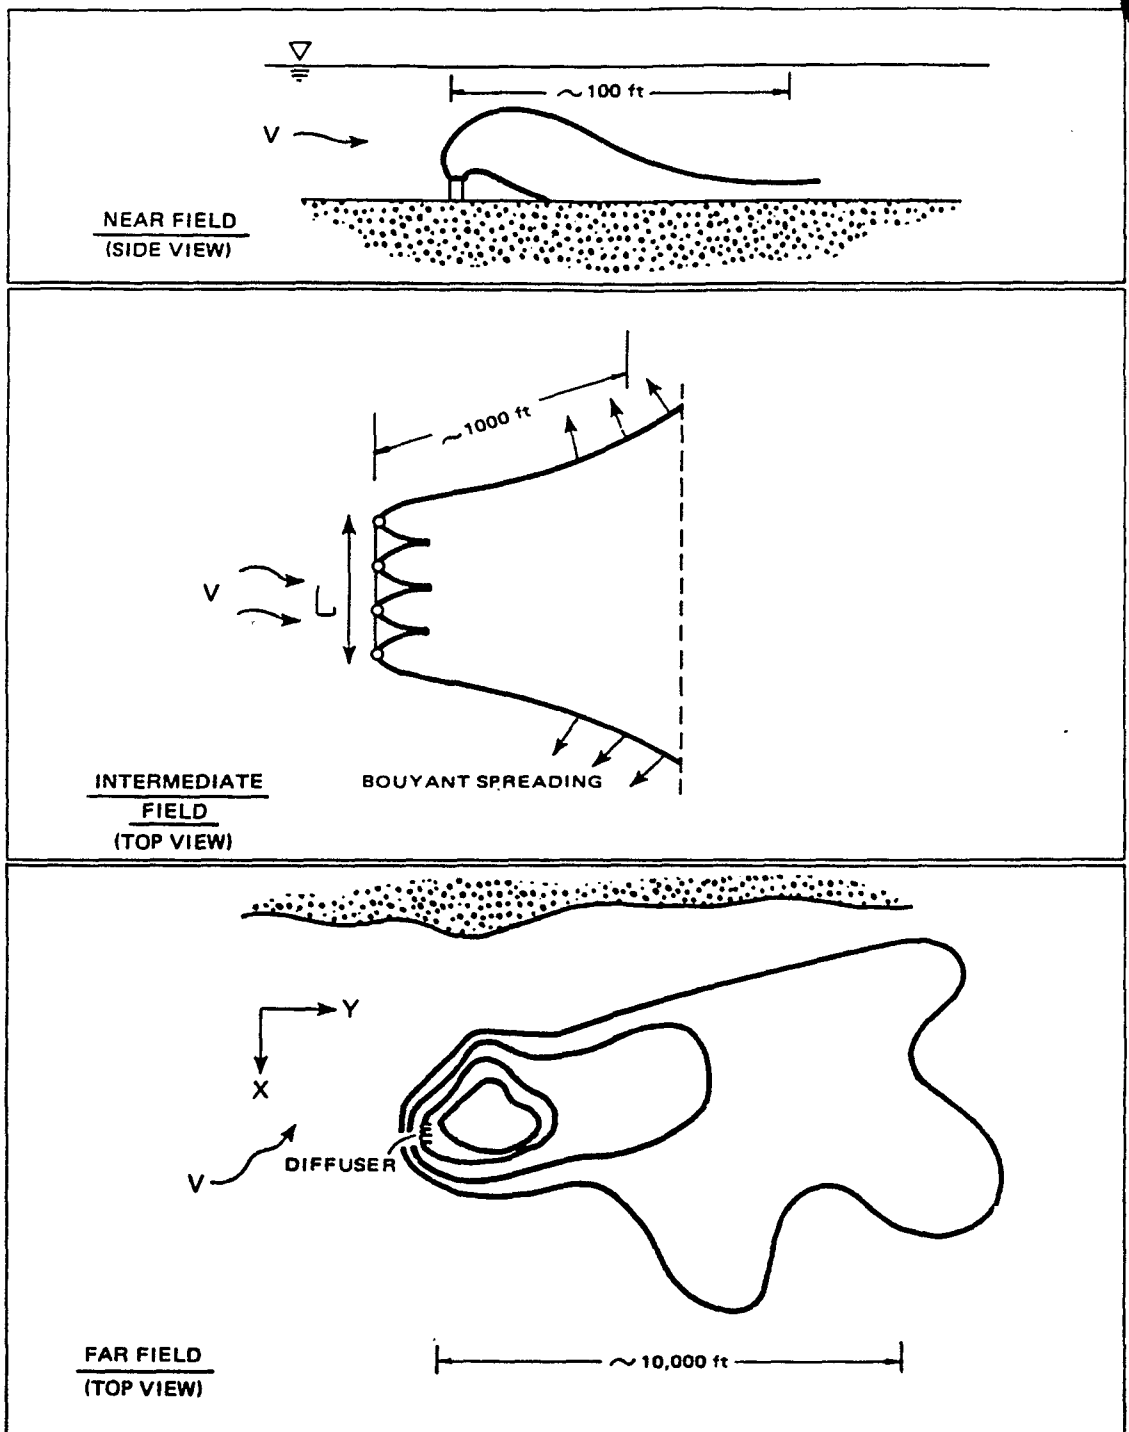 ~100 ft
V
NEAR FIELD
(SIDE VIEW)
~1000 ft
V
L
BOUYANT SPREADING
INTERMEDIATE
FIELD
(TOP VIEW)
Y
X
DIFFUSER
V
FAR FIELD
(TOP VIEW)
~10,000 ft